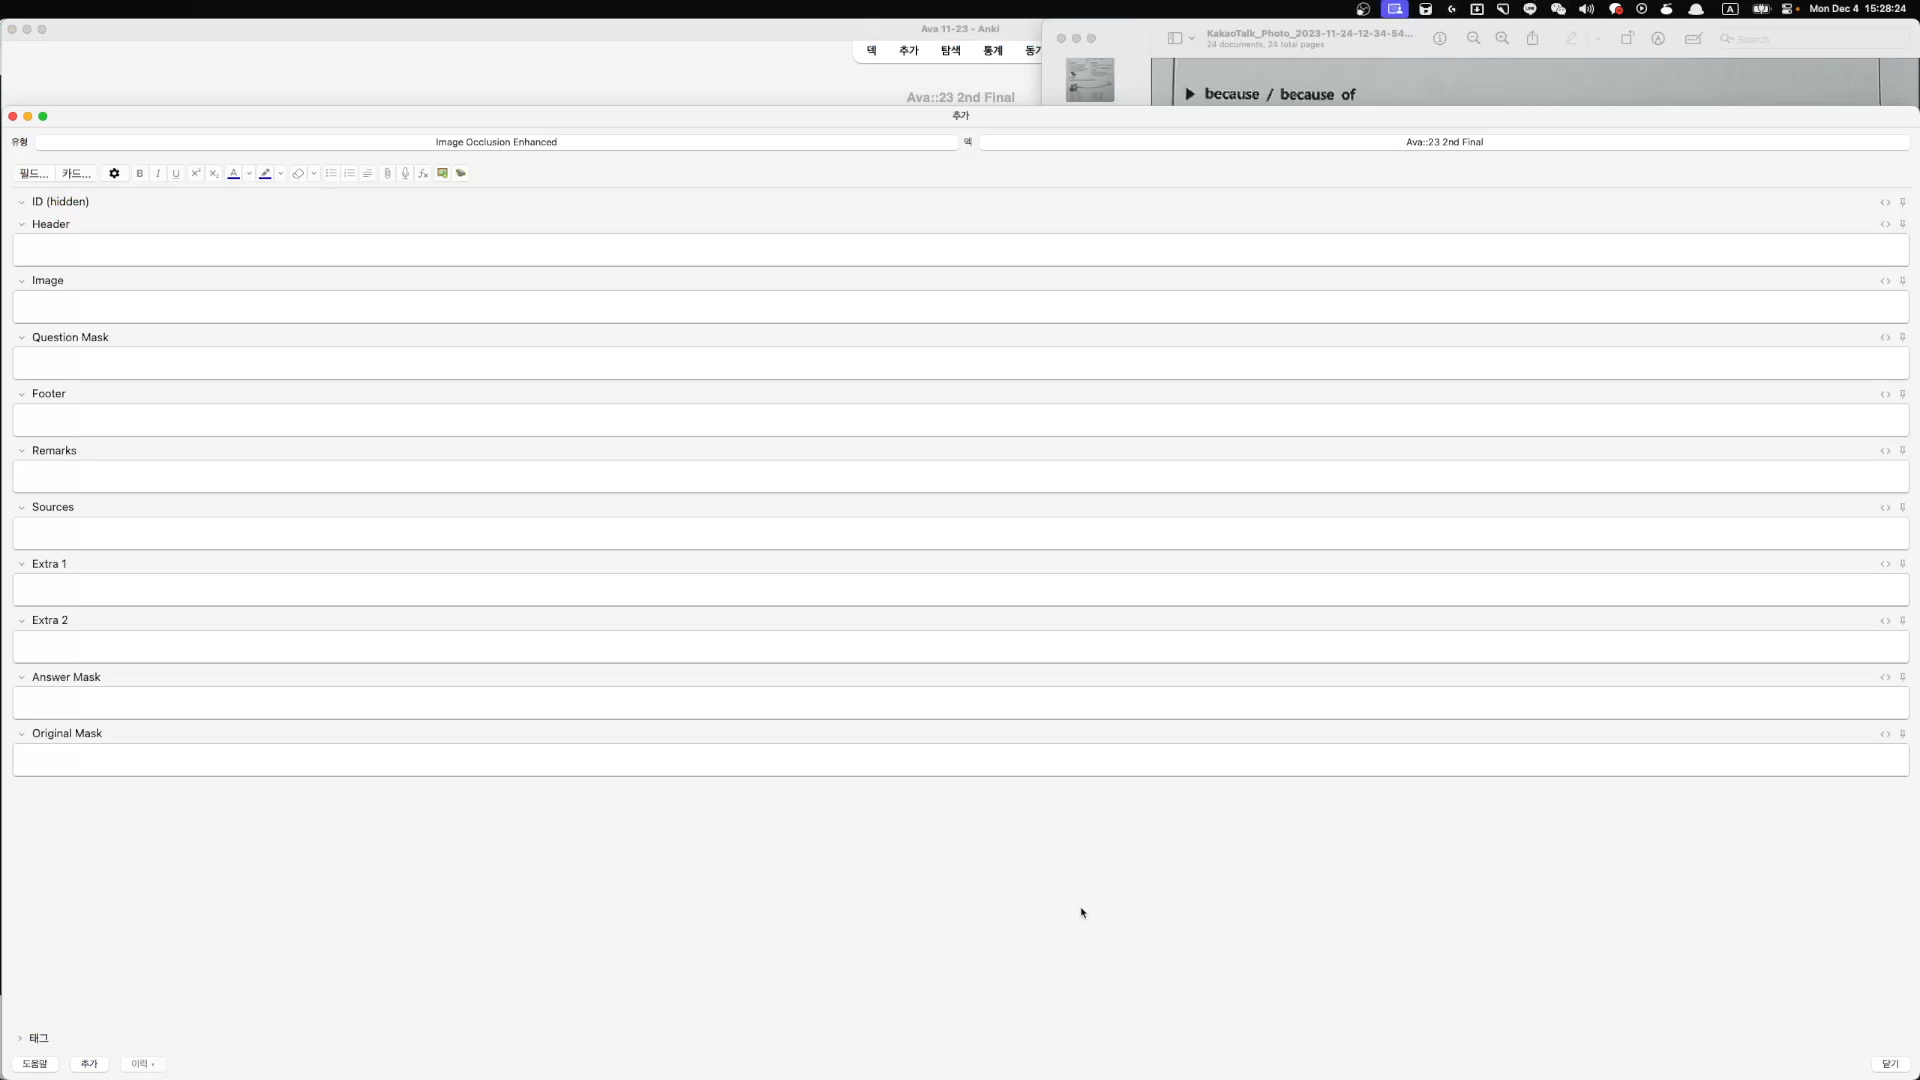 Mon Dec 4 15:28:24
Ava 11-23 - Anki
덱 추가 탐색 통계
Ava::23 2nd Final
KakaoTalk_Photo_2023-11-24-12-34-54...
24 documents, 24 total pages
Search
▶ because / because of
추가
유형 Image Occlusion Enhanced 덱 Ava::23 2nd Final
필드... 카드...
ID (hidden)
Header
Image
Question Mask
Footer
Remarks
Sources
Extra 1
Extra 2
Answer Mask
Original Mask
태그
도움말 추가 이력 닫기